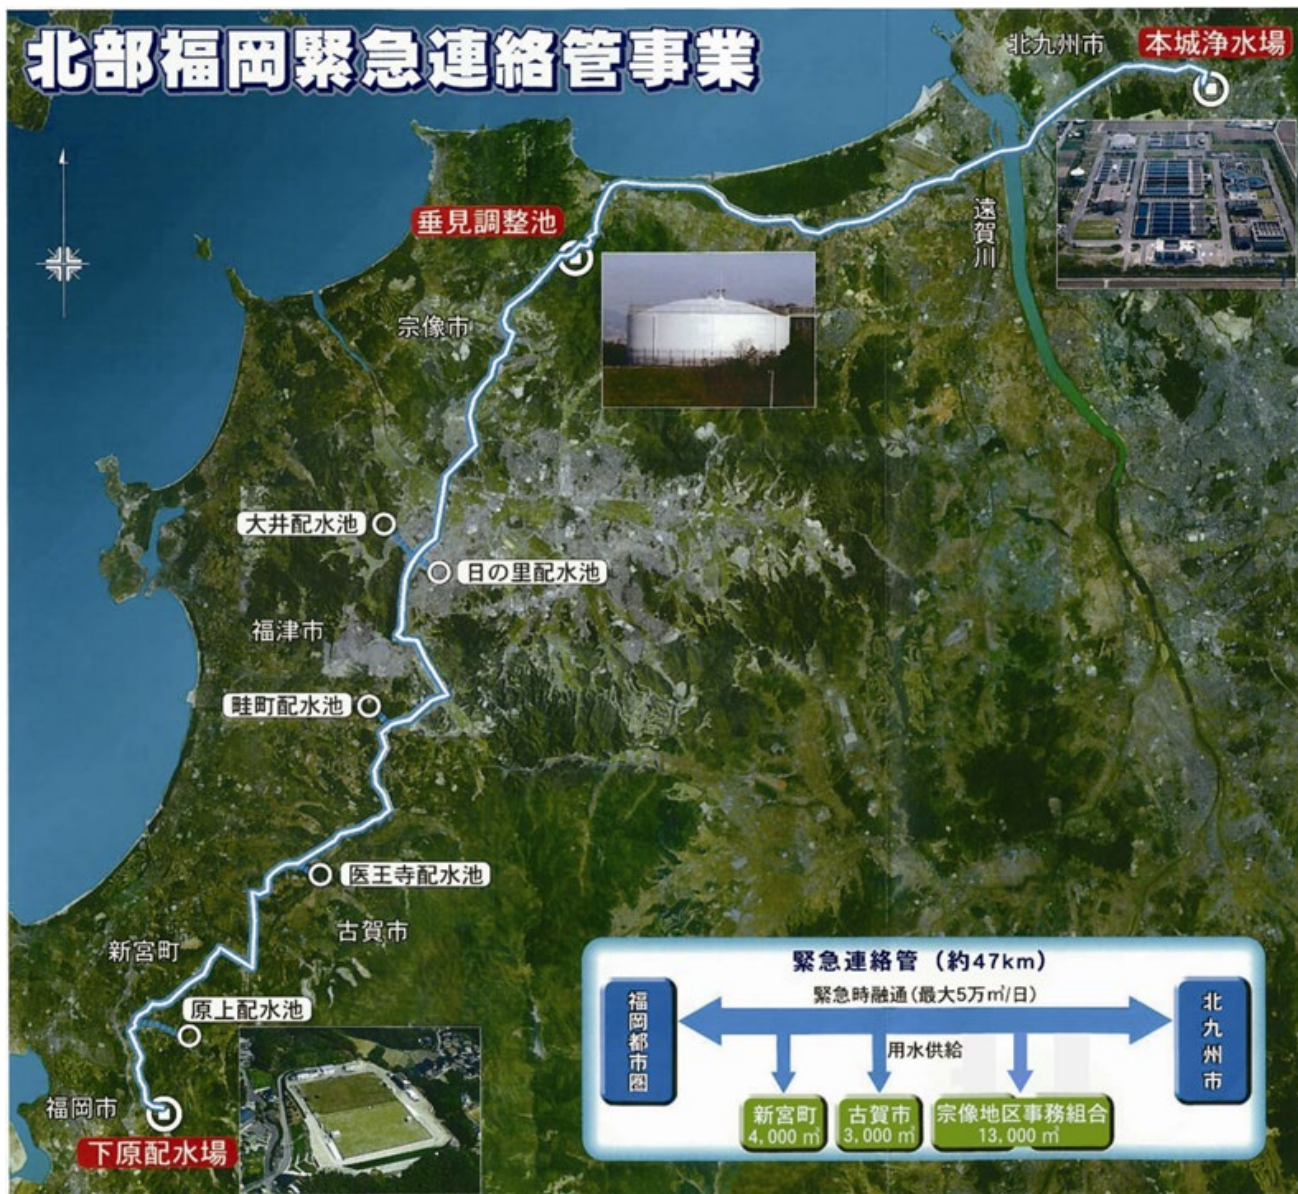 北部福岡緊急連絡管事業
北九州市
本城浄水場
垂見調整池
遠賀川
宗像市
大井配水池
日の里配水池
福津市
畦町配水池
医王寺配水池
古賀市
新宮町
原上配水池
福岡市
下原配水場
緊急連絡管（約47km）
緊急時融通（最大5万㎥/日）
福岡都市圏
北九州市
用水供給
新宮町
4,000 ㎥
古賀市
3,000 ㎥
宗像地区事務組合
13,000 ㎥